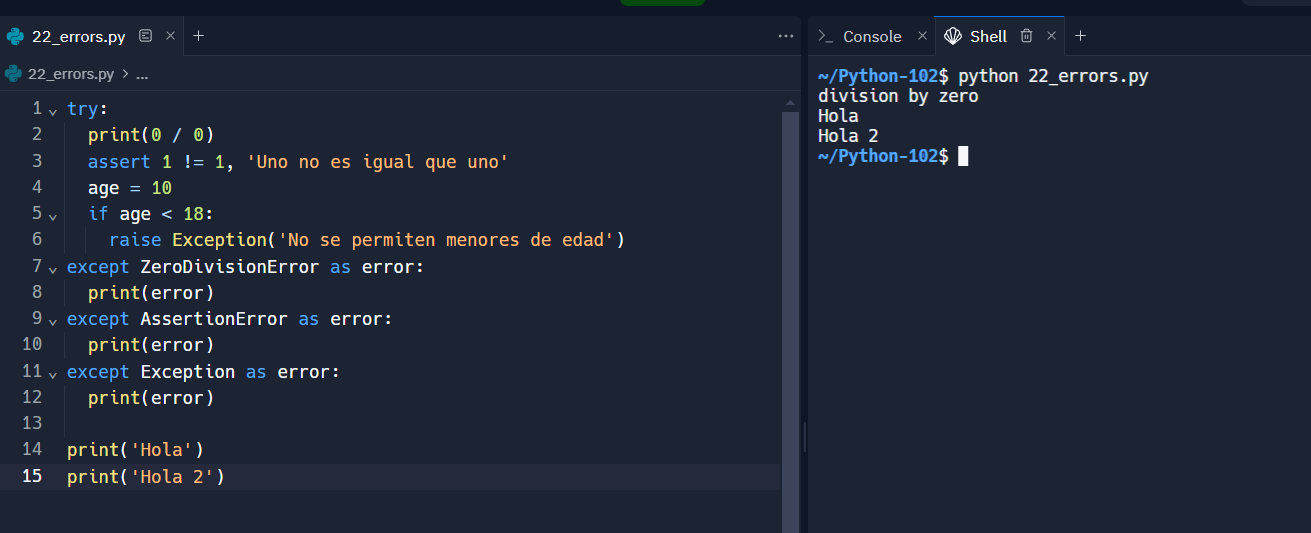 22_errors.py
22_errors.py > ...
1 try:
2 print(0 / 0)
3 assert 1 != 1, 'Uno no es igual que uno'
4 age = 10
5 if age < 18:
6 raise Exception('No se permiten menores de edad')
7 except ZeroDivisionError as error:
8 print(error)
9 except AssertionError as error:
10 print(error)
11 except Exception as error:
12 print(error)
13
14 print('Hola')
15 print('Hola 2')
Console Shell
~/Python-102$ python 22_errors.py
division by zero
Hola
Hola 2
~/Python-102$